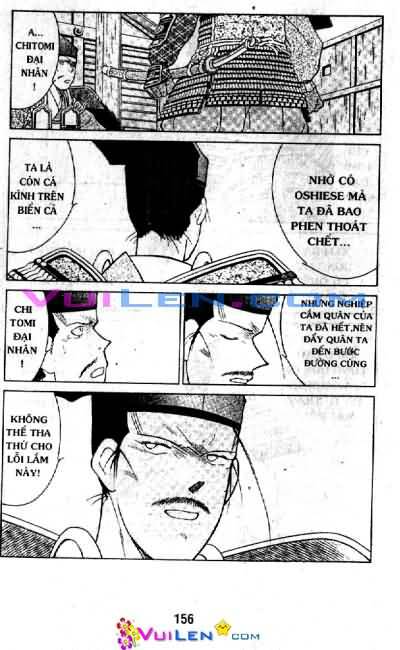 A...
CHITOMI
ĐẠI
NHÂN
!
NHỜ CÓ
OSHIESE MÀ
TA ĐÃ BAO
PHEN THOÁT
CHẾT...
TA LÀ
CON CÁ
KÌNH TRÊN
BIỂN CẢ
...
NHƯNG NGHIỆP
CẦM QUÂN CỦA
TA ĐÃ HẾT, NÊN
ĐẨY QUÂN TA
ĐẾN BƯỚC
ĐƯỜNG CÙNG
...
CHI
TOMI
ĐẠI
NHÂN
!
VUILEN.COM
KHÔNG
THỂ THA
THỨ CHO
LỖI LẦM
NÀY!
156
VUILEN.COM